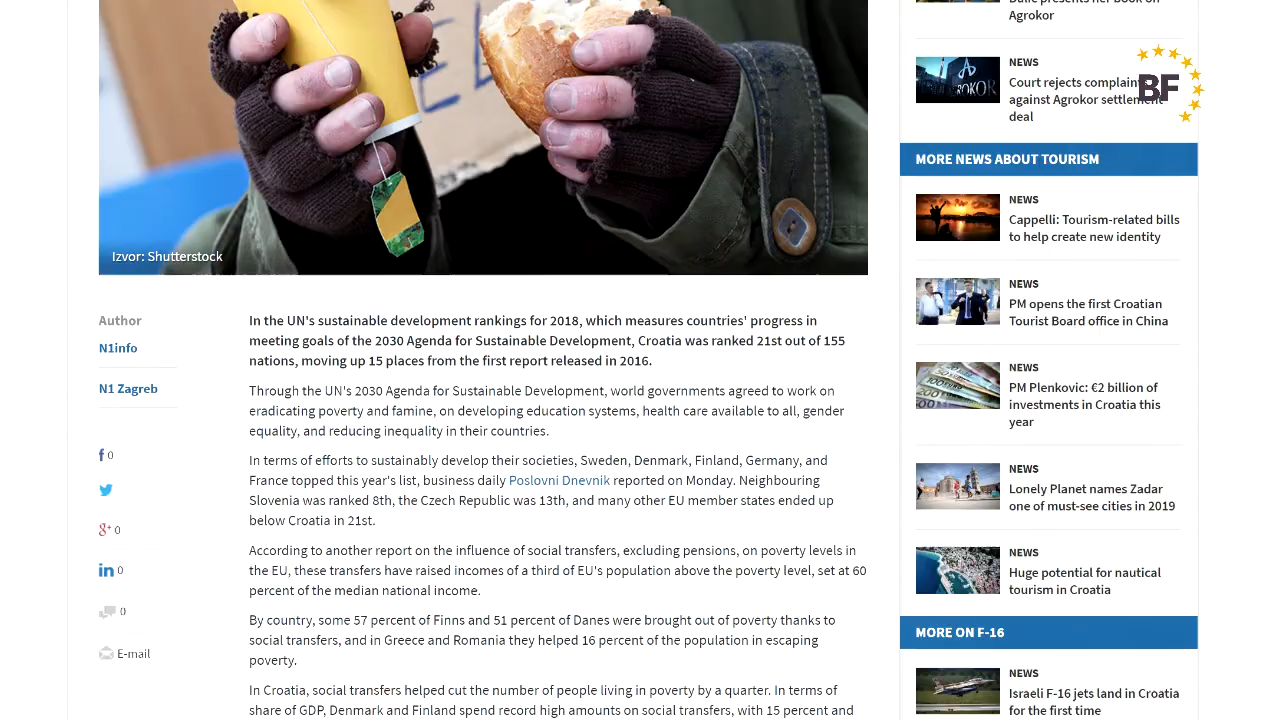 Agrokor
NEWS
Court rejects complaints
against Agrokor settlement
deal
BF
MORE NEWS ABOUT TOURISM
NEWS
Cappelli: Tourism-related bills
to help create new identity
NEWS
PM opens the first Croatian
Tourist Board office in China
NEWS
PM Plenkovic: €2 billion of
investments in Croatia this
year
NEWS
Lonely Planet names Zadar
one of must-see cities in 2019
NEWS
Huge potential for nautical
tourism in Croatia
MORE ON F-16
NEWS
Israeli F-16 jets land in Croatia
for the first time
Izvor: Shutterstock
Author
N1info
N1 Zagreb
0
0
0
0
E-mail
In the UN's sustainable development rankings for 2018, which measures countries' progress in
meeting goals of the 2030 Agenda for Sustainable Development, Croatia was ranked 21st out of 155
nations, moving up 15 places from the first report released in 2016.
Through the UN's 2030 Agenda for Sustainable Development, world governments agreed to work on
eradicating poverty and famine, on developing education systems, health care available to all, gender
equality, and reducing inequality in their countries.
In terms of efforts to sustainably develop their societies, Sweden, Denmark, Finland, Germany, and
France topped this year's list, business daily Poslovni Dnevnik reported on Monday. Neighbouring
Slovenia was ranked 8th, the Czech Republic was 13th, and many other EU member states ended up
below Croatia in 21st.
According to another report on the influence of social transfers, excluding pensions, on poverty levels in
the EU, these transfers have raised incomes of a third of EU's population above the poverty level, set at 60
percent of the median national income.
By country, some 57 percent of Finns and 51 percent of Danes were brought out of poverty thanks to
social transfers, and in Greece and Romania they helped 16 percent of the population in escaping
poverty.
In Croatia, social transfers helped cut the number of people living in poverty by a quarter. In terms of
share of GDP, Denmark and Finland spend record high amounts on social transfers, with 15 percent and